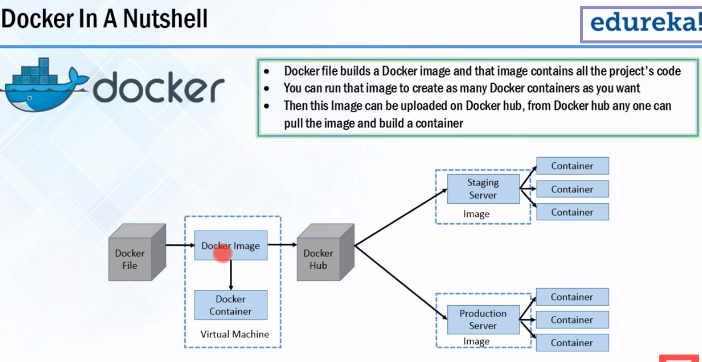 Docker In A Nutshell
edureka!
docker
• Docker file builds a Docker image and that image contains all the project's code
• You can run that image to create as many Docker containers as you want
• Then this Image can be uploaded on Docker hub, from Docker hub any one can
pull the image and build a container
Docker
File
Docker Image
Docker
Container
Virtual Machine
Docker
Hub
Staging
Server
Image
Container
Container
Container
Production
Server
Image
Container
Container
Container